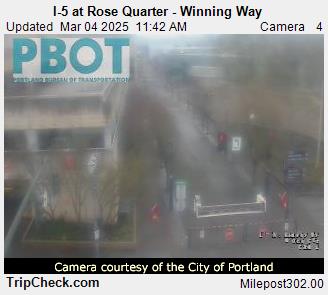 I-5 at Rose Quarter - Winning Way
Updated Mar 04 2025 11:42 AM Camera 4
PBOT
PORTLAND BUREAU OF TRANSPORTATION
Camera courtesy of the City of Portland
TripCheck.com Milepost302.00